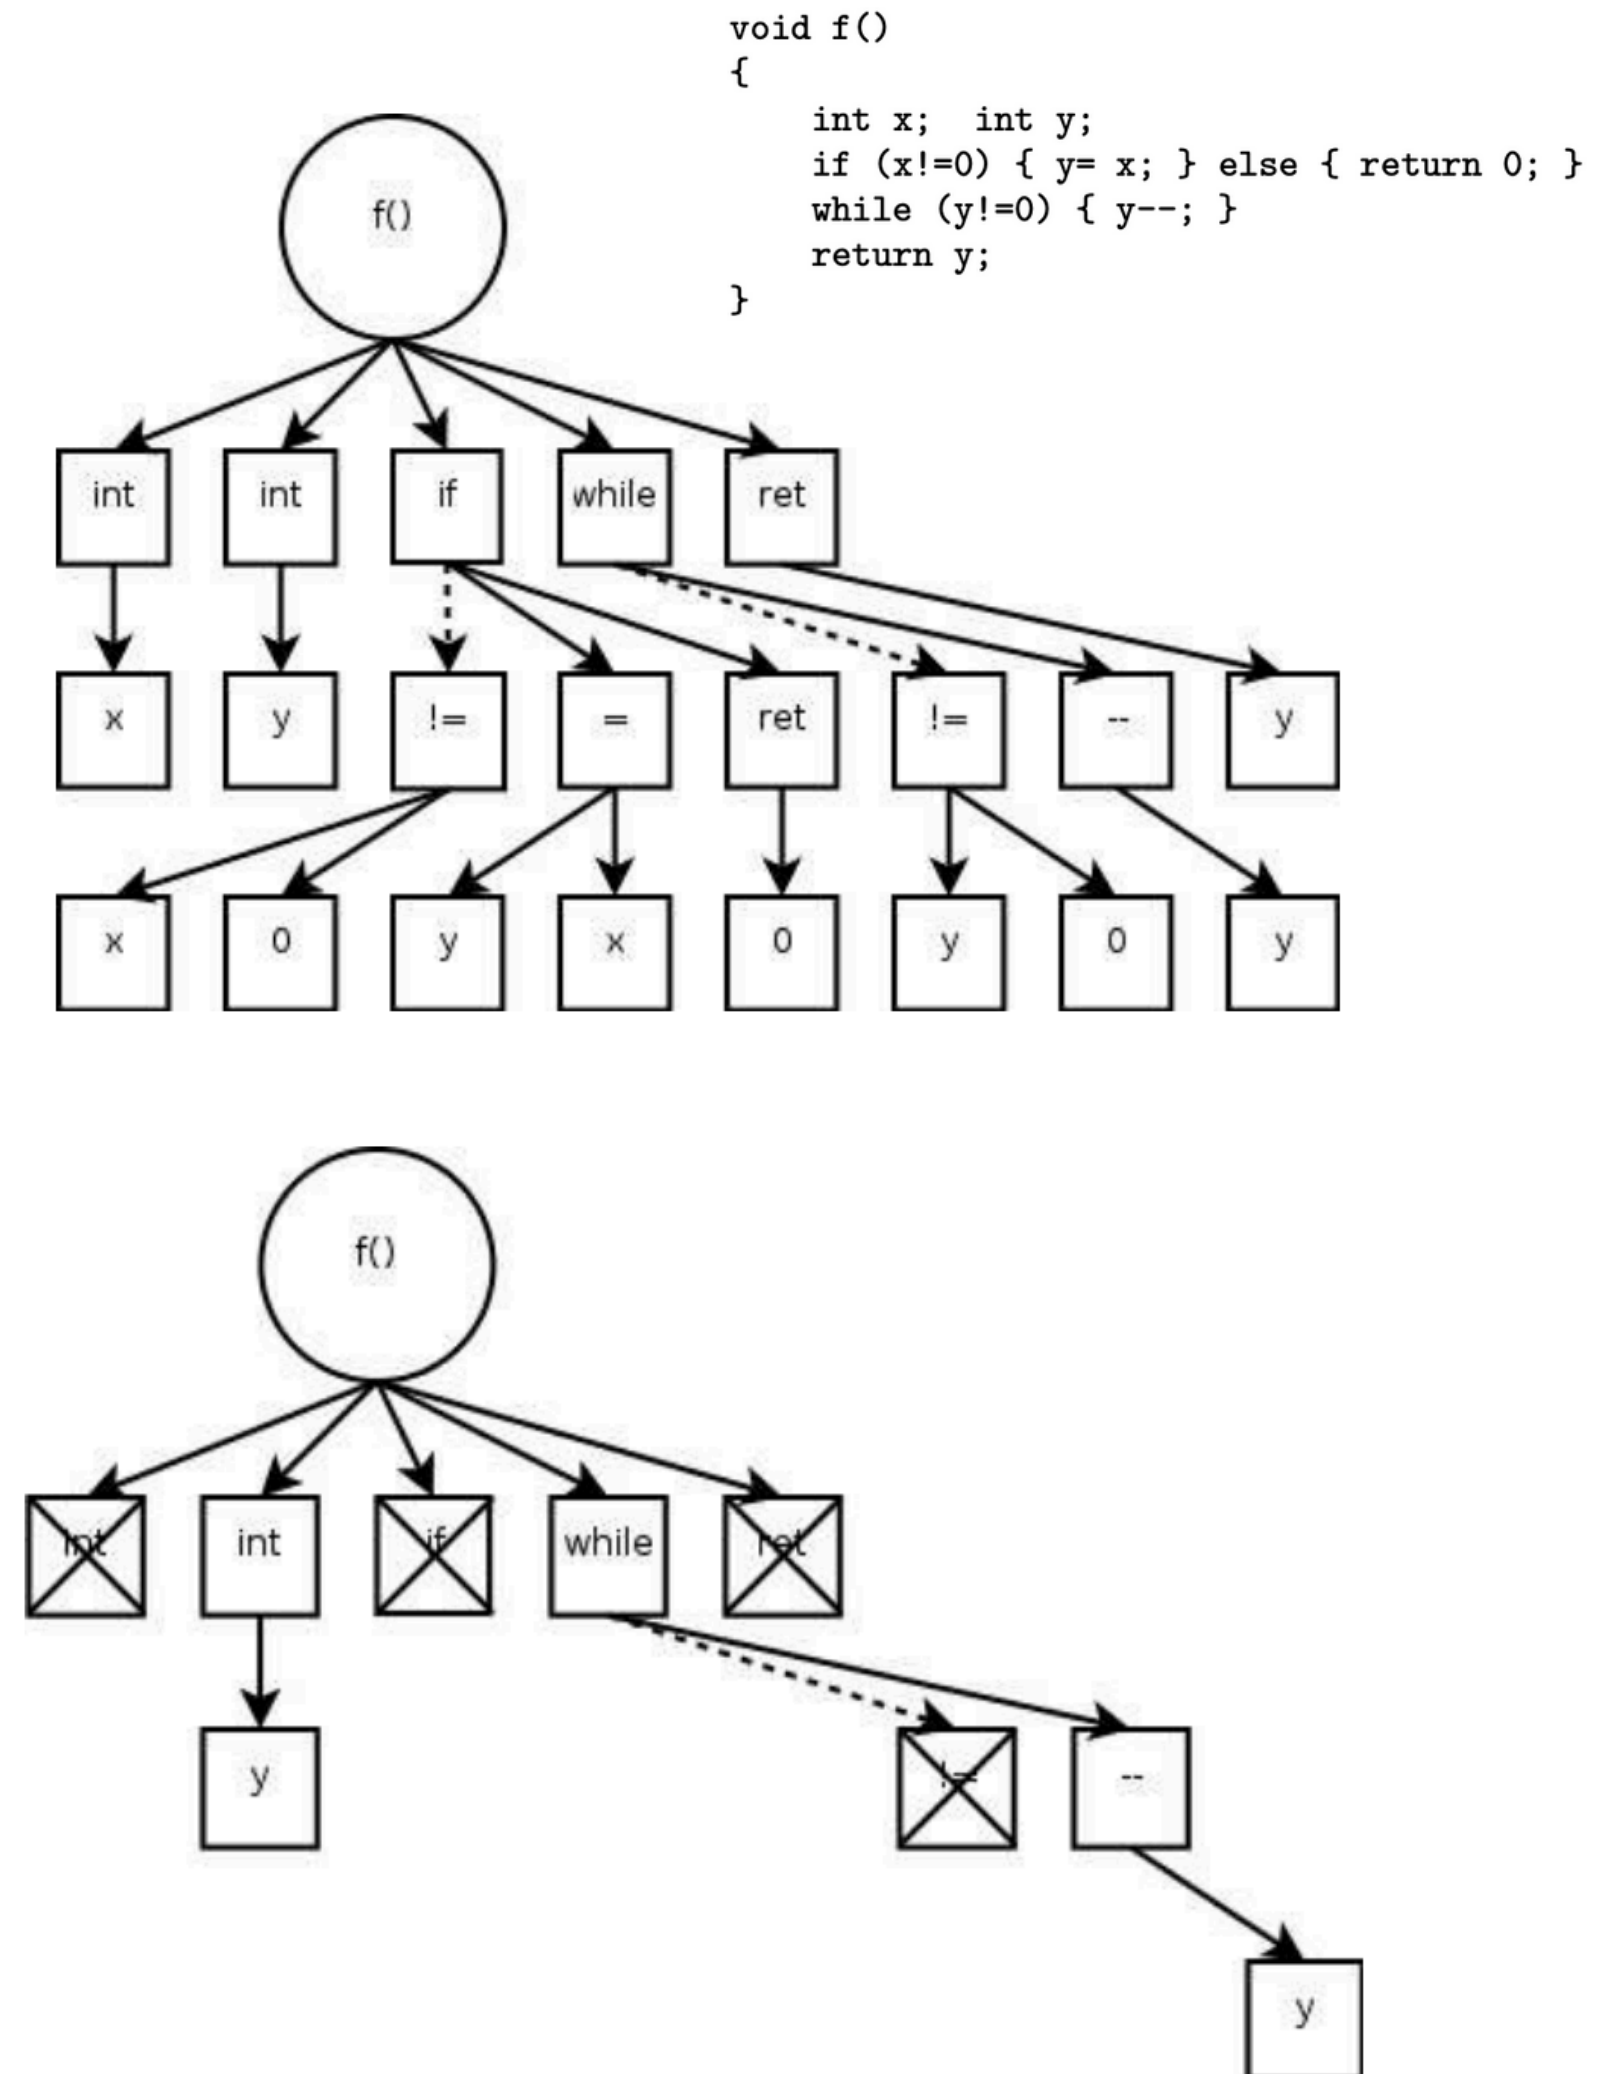 void f()
{
int x;  int y;
if (x!=0) { y= x; } else { return 0; }
while (y!=0) { y--; }
return y;
}
f()
int int if while ret
x y != = ret != -- y
x 0 y x 0 y 0 y
f()
int int if while ret
y != --
y